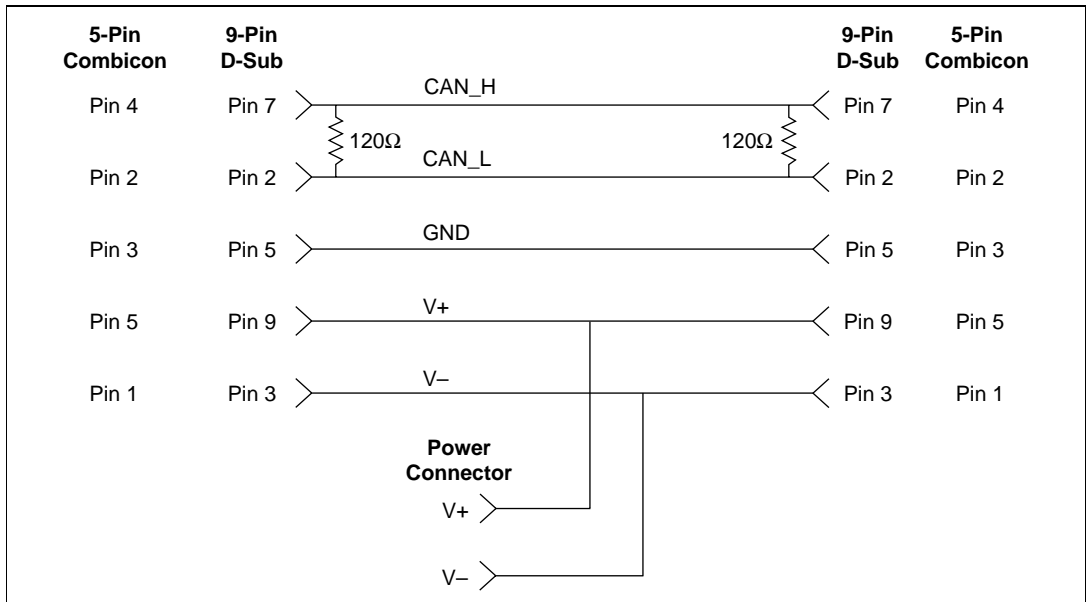 5-Pin Combicon
9-Pin D-Sub
9-Pin D-Sub
5-Pin Combicon
Pin 4 Pin 7 CAN_H Pin 7 Pin 4
120Ω 120Ω
Pin 2 Pin 2 CAN_L Pin 2 Pin 2
Pin 3 Pin 5 GND Pin 5 Pin 3
Pin 5 Pin 9 V+ Pin 9 Pin 5
Pin 1 Pin 3 V– Pin 3 Pin 1
Power
Connector
V+
V–